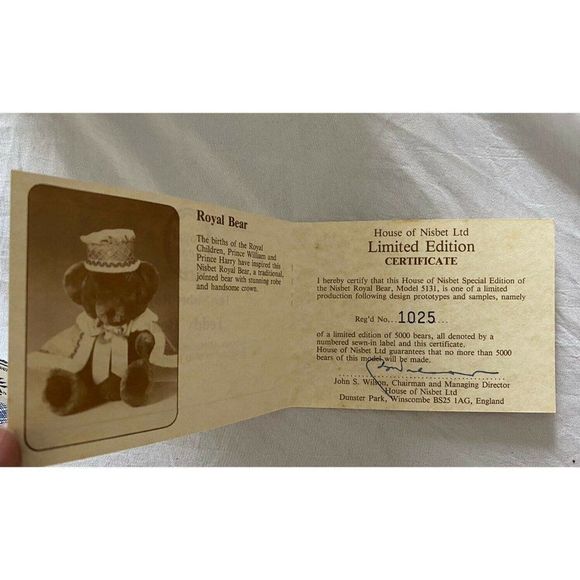 Royal Bear
The births of the Royal
Children, Prince William and
Prince Harry have inspired this
Nisbet Royal Bear, a traditional,
jointed bear with stunning robe
and handsome crown.
House of Nisbet Ltd
Limited Edition
CERTIFICATE
I hereby certify that this House of Nisbet Special Edition of
the Nisbet Royal Bear, Model 5131, is one of a limited
production following design prototypes and samples, namely
Reg'd No. 1025
of a limited edition of 5000 bears, all denoted by a
numbered sewn-in label and this certificate.
House of Nisbet Ltd guarantees that no more than 5000
bears of this model will be made.
John S. Wilson, Chairman and Managing Director
House of Nisbet Ltd
Dunster Park, Winscombe BS25 1AG, England